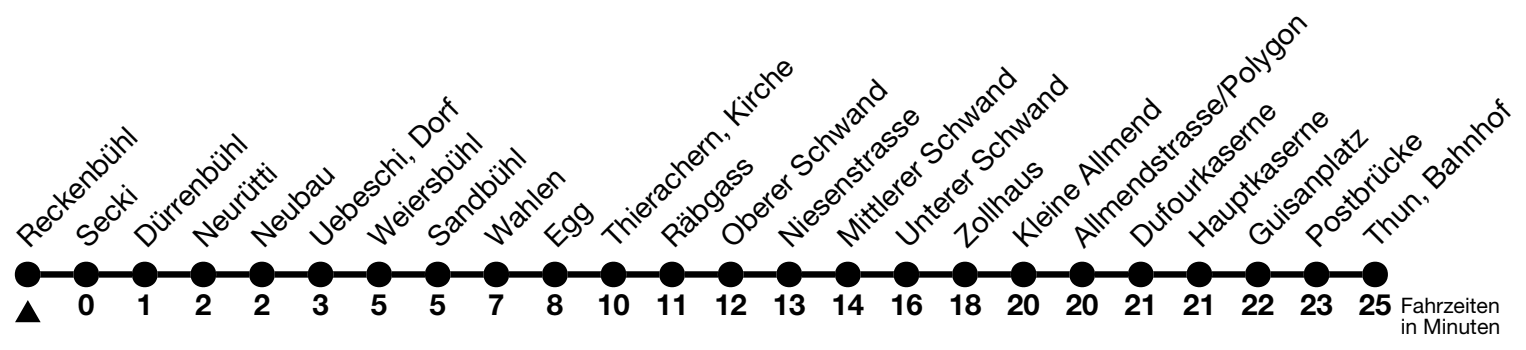 Reckenbühl
Secki
Dürrenbühl
Neurütti
Neubau
Uebeschi, Dorf
Weiersbühl
Sandbühl
Wahlen
Egg
Thierachern, Kirche
Räbgass
Oberer Schwand
Niesenstrasse
Mittlerer Schwand
Unterer Schwand
Zollhaus
Kleine Allmend
Allmendstrasse/Polygon
Dufourkaserne
Hauptkaserne
Guisanplatz
Postbrücke
Thun, Bahnhof
0 1 2 2 3 5 5 7 8 10 11 12 13 14 16 18 20 20 21 21 22 23 25 Fahrzeiten
in Minuten